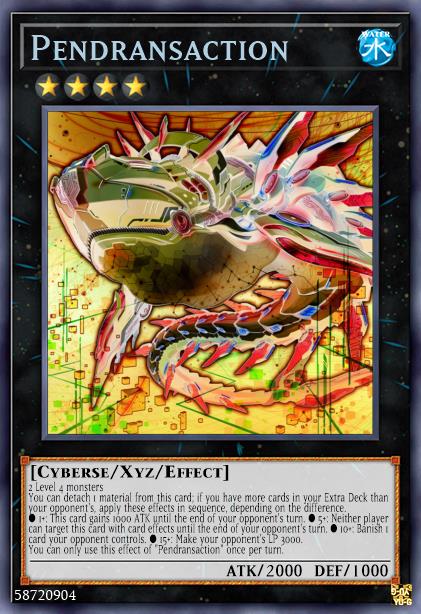 PENDRANSACTION
WATER
水
[CYBERSE/XYZ/EFFECT]
2 Level 4 monsters
You can detach 1 material from this card; if you have more cards in your Extra Deck than
your opponent's, apply these effects in sequence, depending on the difference.
● 1+: This card gains 1000 ATK until the end of your opponent's turn. ● 5+: Neither player
can target this card with card effects until the end of your opponent's turn. ● 10+: Banish 1
card your opponent controls. ● 15+: Make your opponent's LP 3000.
You can only use this effect of "Pendransaction" once per turn.
ATK/2000 DEF/1000
58720904